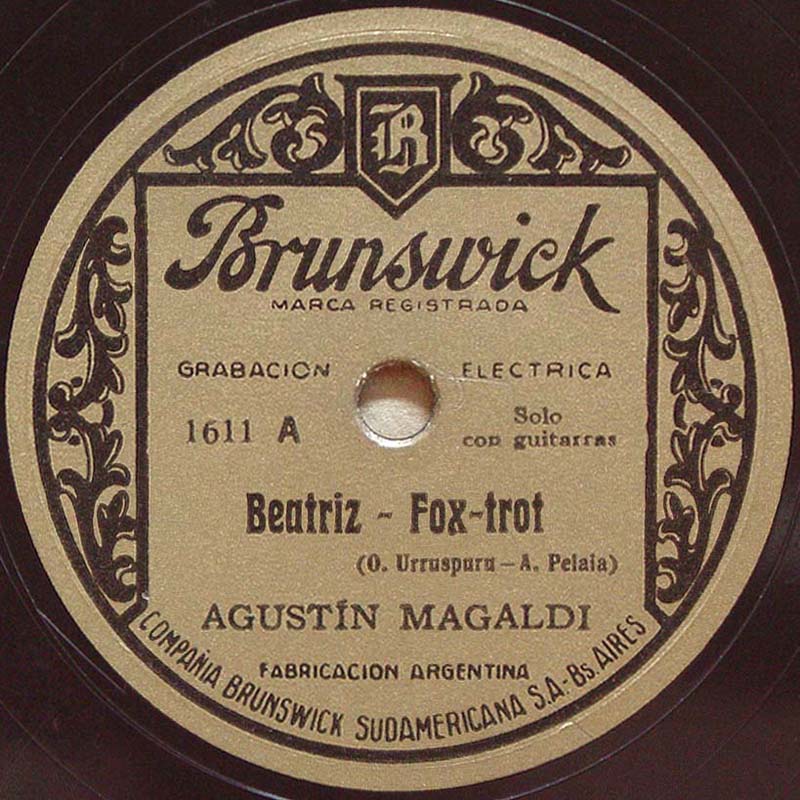 B
Brunswick
MARCA REGISTRADA
GRABACION ELECTRICA
1611 A
Solo
con guitarras
Beatriz - Fox-trot
(O. Urruspuru - A. Pelaia)
AGUSTÍN MAGALDI
FABRICACION ARGENTINA
COMPAÑIA BRUNSWICK SUDAMERICANA S.A.-Bs. AIRES